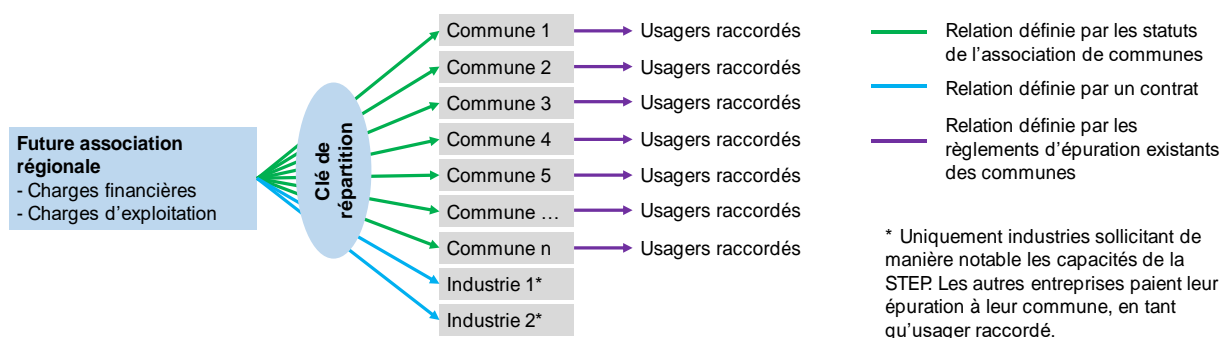 Future association
régionale
- Charges financières
- Charges d'exploitation
Clé de
répartition
Commune 1
Usagers raccordés
Commune 2
Usagers raccordés
Commune 3
Usagers raccordés
Commune 4
Usagers raccordés
Commune 5
Usagers raccordés
Commune …
Usagers raccordés
Commune n
Usagers raccordés
Industrie 1*
Industrie 2*
Relation définie par les statuts
de l'association de communes
Relation définie par un contrat
Relation définie par les
règlements d'épuration existants
des communes
* Uniquement industries sollicitant de
manière notable les capacités de la
STEP. Les autres entreprises paient leur
épuration à leur commune, en tant
qu'usager raccordé.